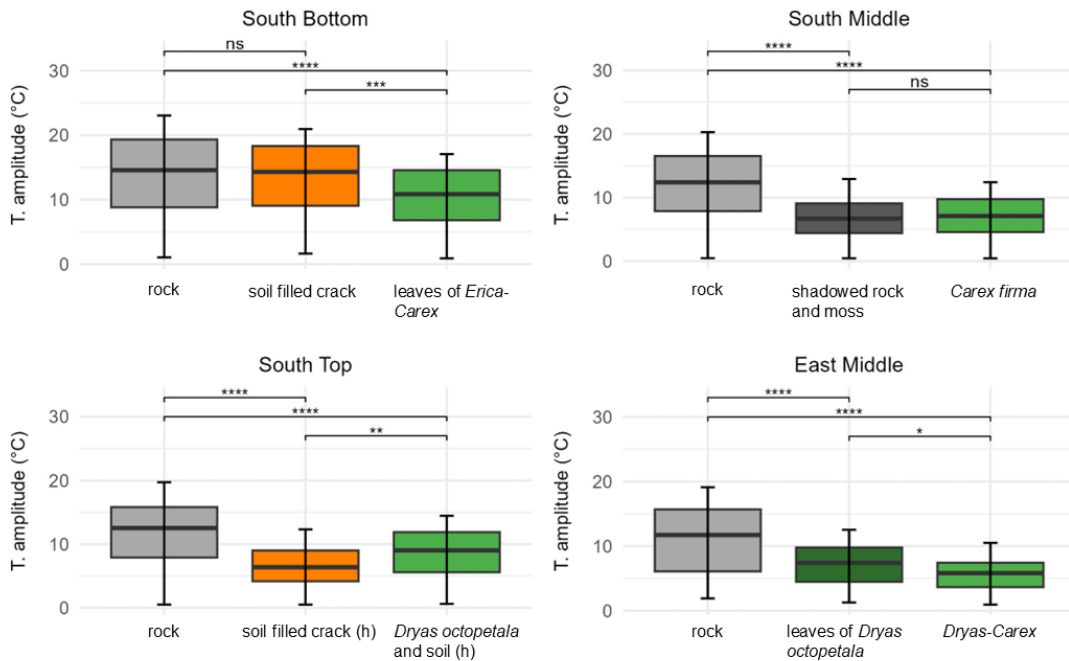 South Bottom
ns
****
***
T. amplitude (°C)
30
20
10
0
rock
soil filled crack
leaves of Erica-
Carex
South Middle
****
****
ns
T. amplitude (°C)
30
20
10
0
rock
shadowed rock
and moss
Carex firma
South Top
****
****
**
T. amplitude (°C)
30
20
10
0
rock
soil filled crack (h)
Dryas octopetala
and soil (h)
East Middle
****
****
*
T. amplitude (°C)
30
20
10
0
rock
leaves of Dryas
octopetala
Dryas-Carex